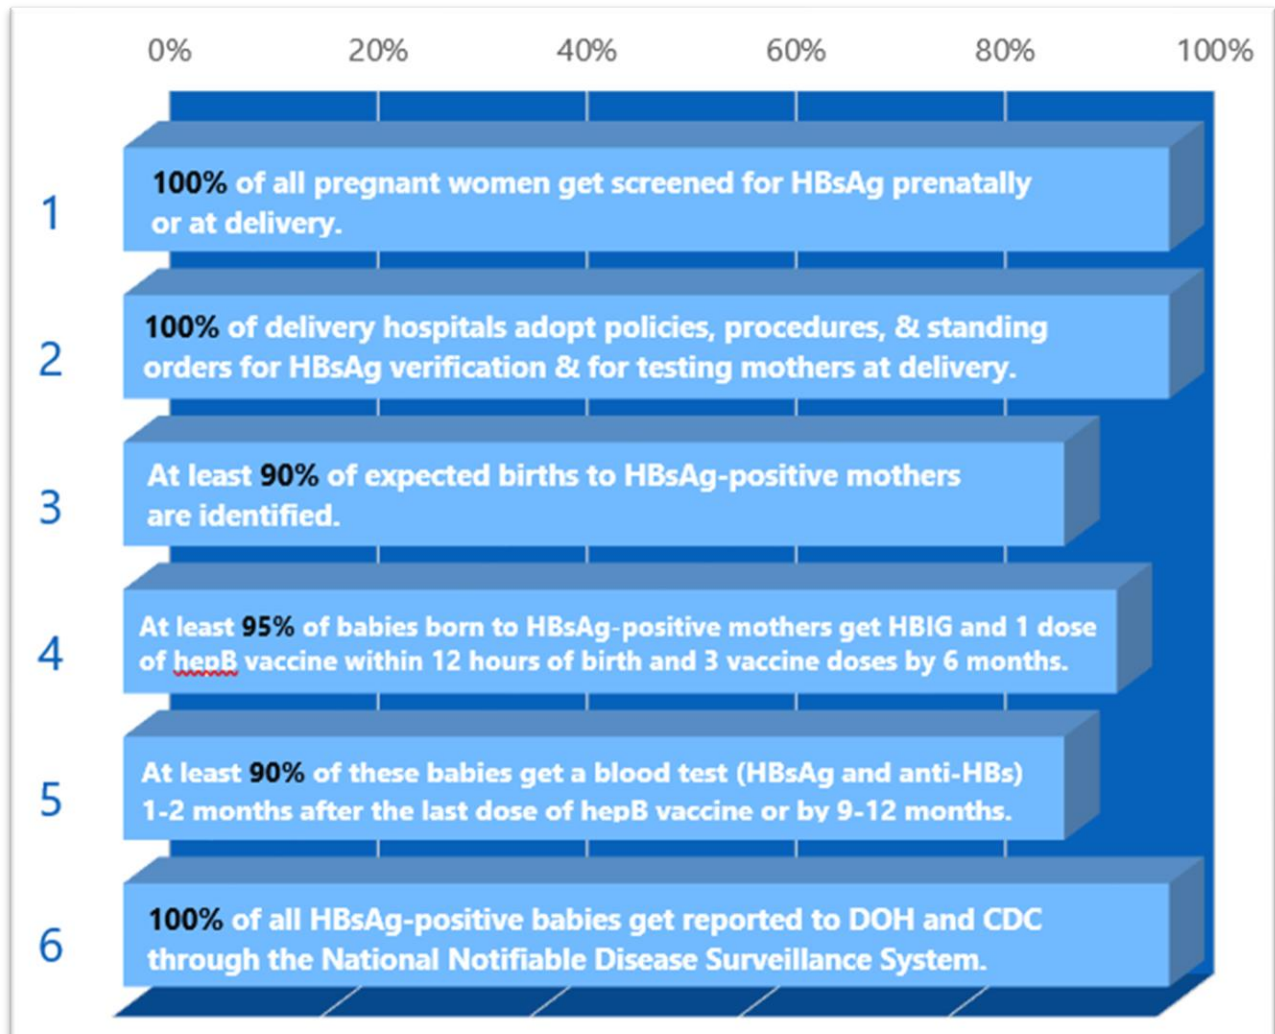 0% 20% 40% 60% 80% 100%
1
100% of all pregnant women get screened for HBsAg prenatally
or at delivery.
2
100% of delivery hospitals adopt policies, procedures, & standing
orders for HBsAg verification & for testing mothers at delivery.
3
At least 90% of expected births to HBsAg-positive mothers
are identified.
4
At least 95% of babies born to HBsAg-positive mothers get HBIG and 1 dose
of hepB vaccine within 12 hours of birth and 3 vaccine doses by 6 months.
5
At least 90% of these babies get a blood test (HBsAg and anti-HBs)
1-2 months after the last dose of hepB vaccine or by 9-12 months.
6
100% of all HBsAg-positive babies get reported to DOH and CDC
through the National Notifiable Disease Surveillance System.